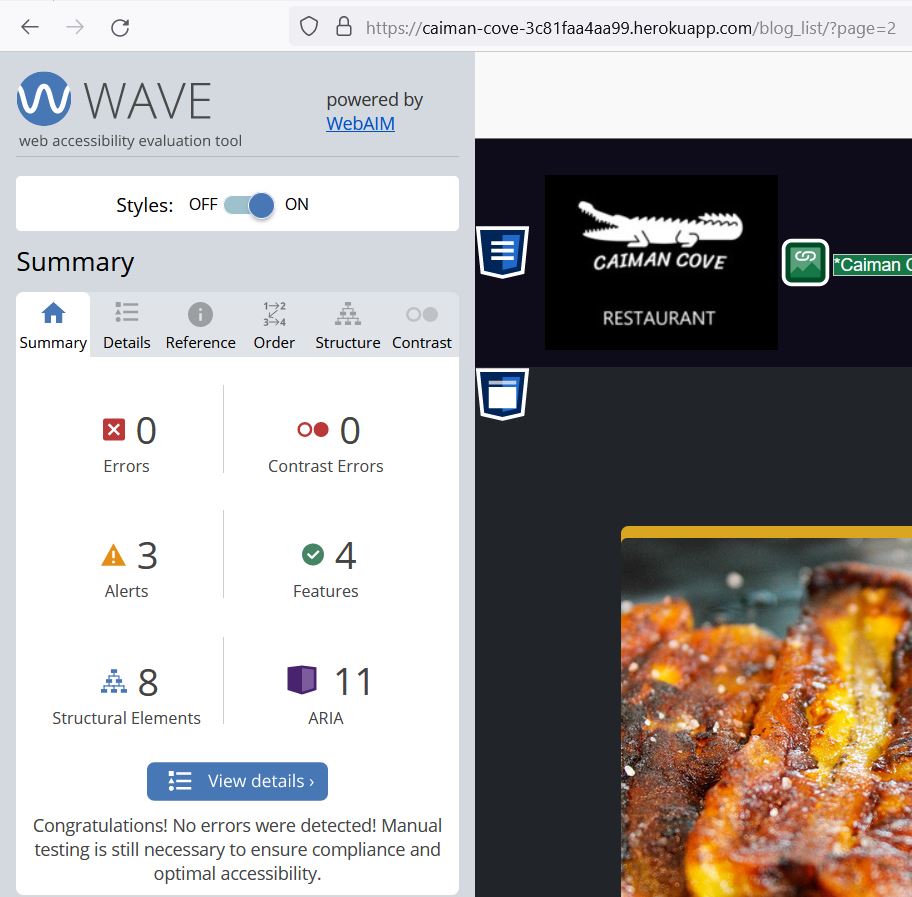 https://caiman-cove-3c81faa4aa99.herokuapp.com/blog_list/?page=2
WAVE
web accessibility evaluation tool
powered by
WebAIM
Styles: OFF ON
Summary
Summary Details Reference Order Structure Contrast
0
Errors
0
Contrast Errors
3
Alerts
4
Features
8
Structural Elements
11
ARIA
View details ›
Congratulations! No errors were detected! Manual
testing is still necessary to ensure compliance and
optimal accessibility.
CAIMAN COVE
RESTAURANT
*Caiman